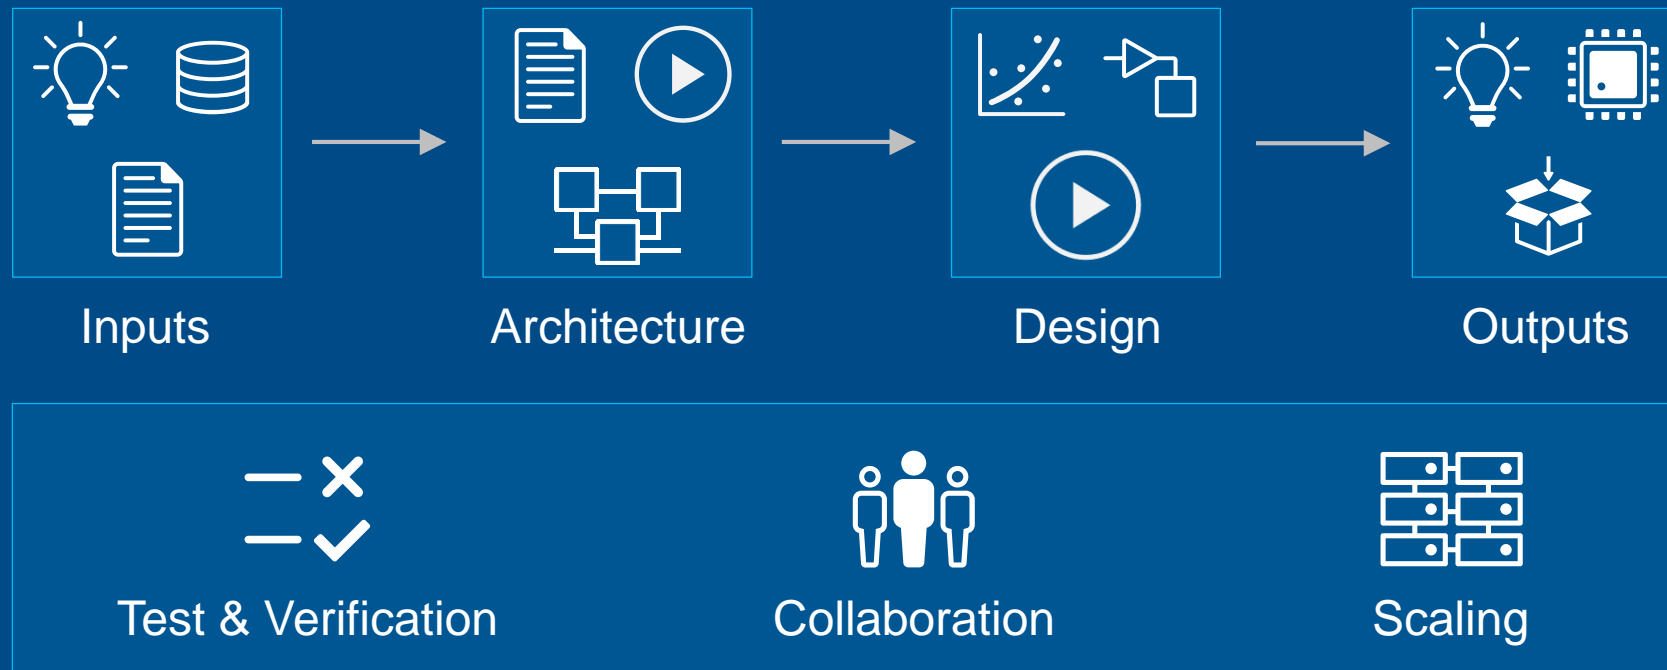 Inputs
Architecture
Design
Outputs
Test & Verification
Collaboration
Scaling